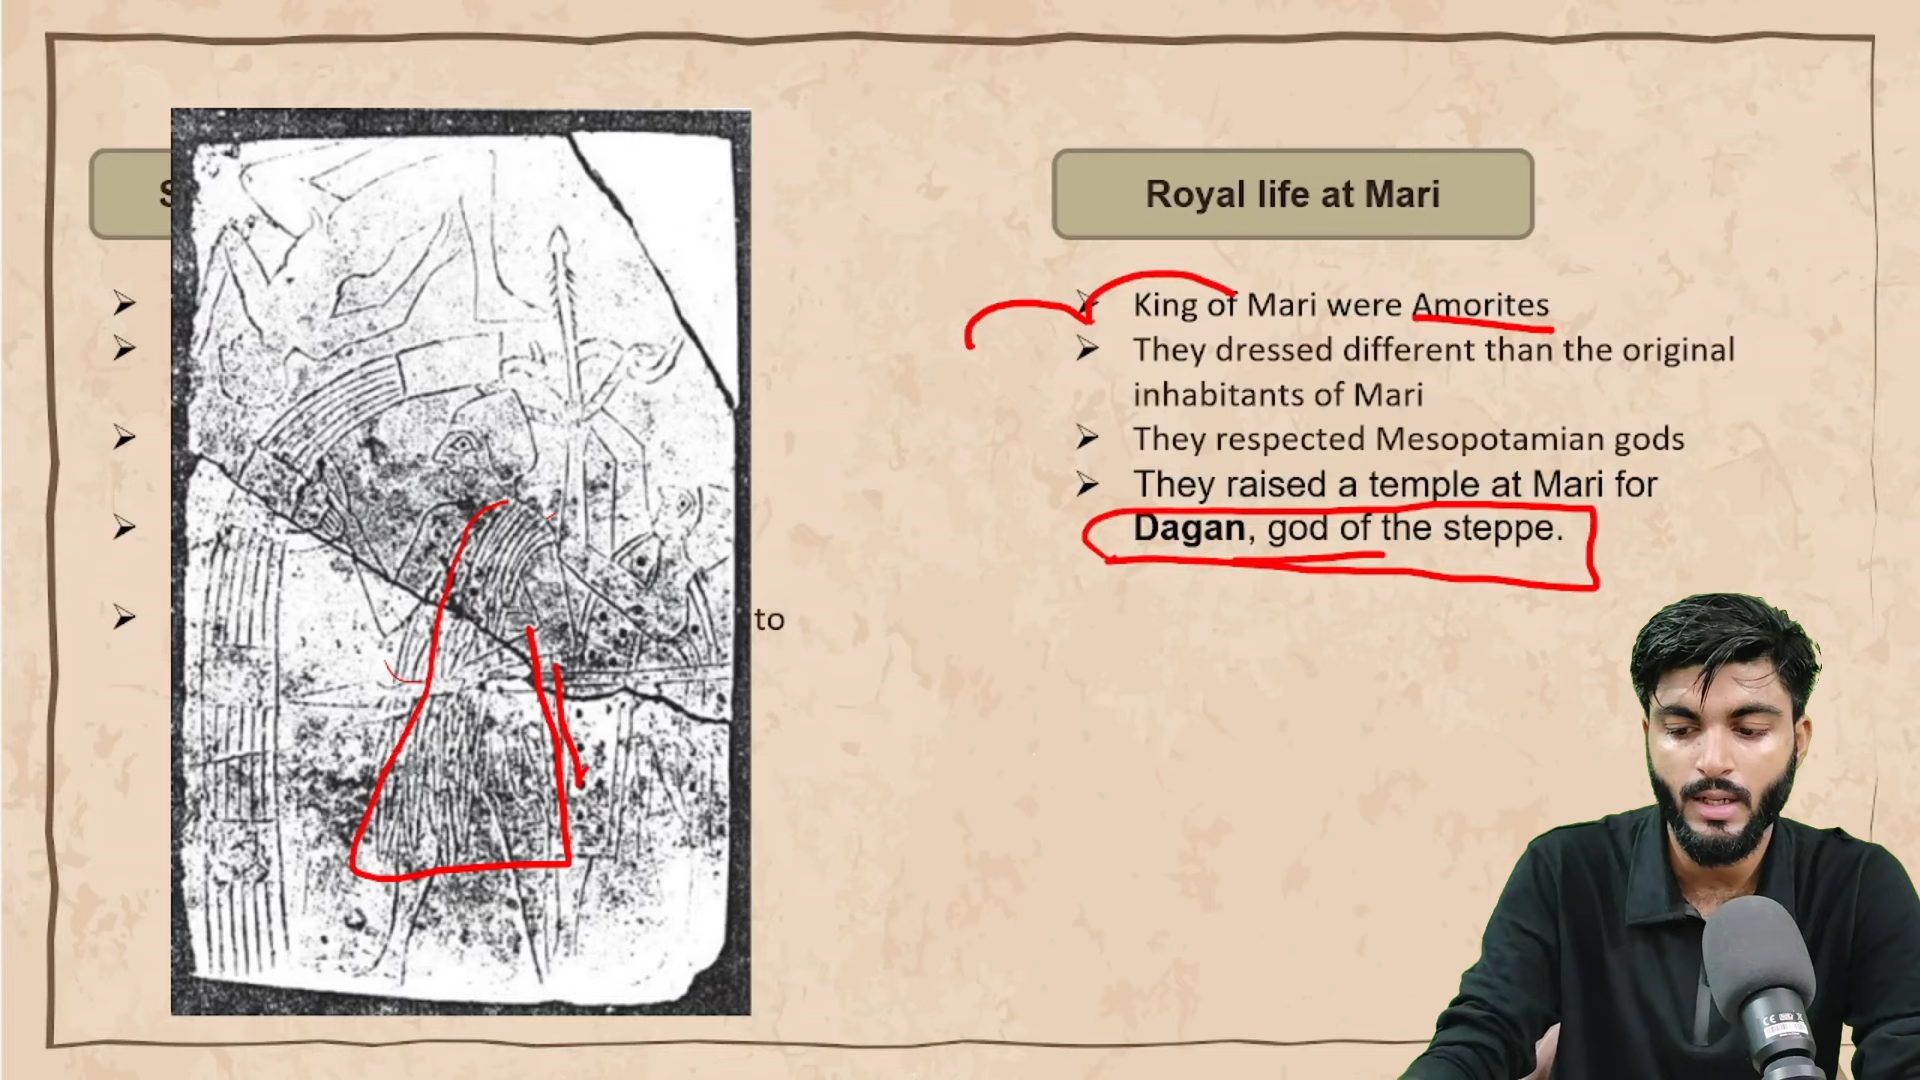 Royal life at Mari
King of Mari were Amorites
They dressed different than the original
inhabitants of Mari
They respected Mesopotamian gods
They raised a temple at Mari for
Dagan, god of the steppe.
S
to